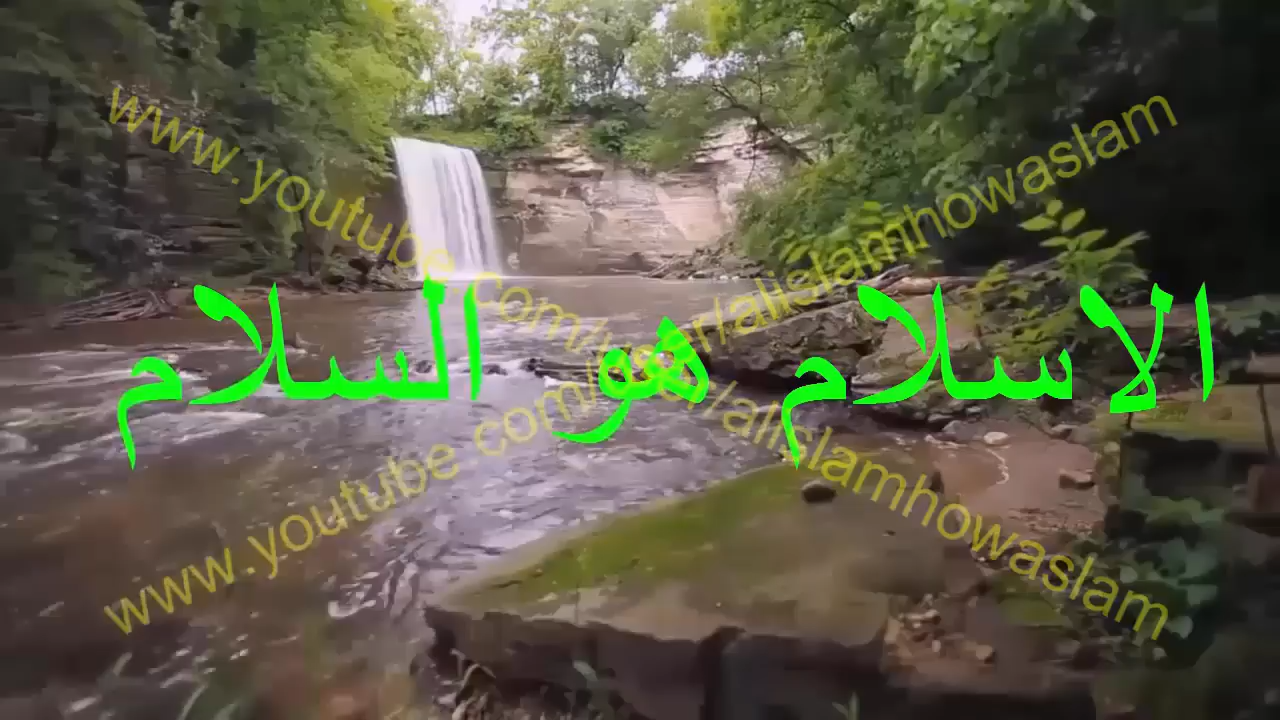 www.youtube.com/user/alislamhowaslam
الاسلام هو السلام
www.youtube.com/user/alislamhowaslam